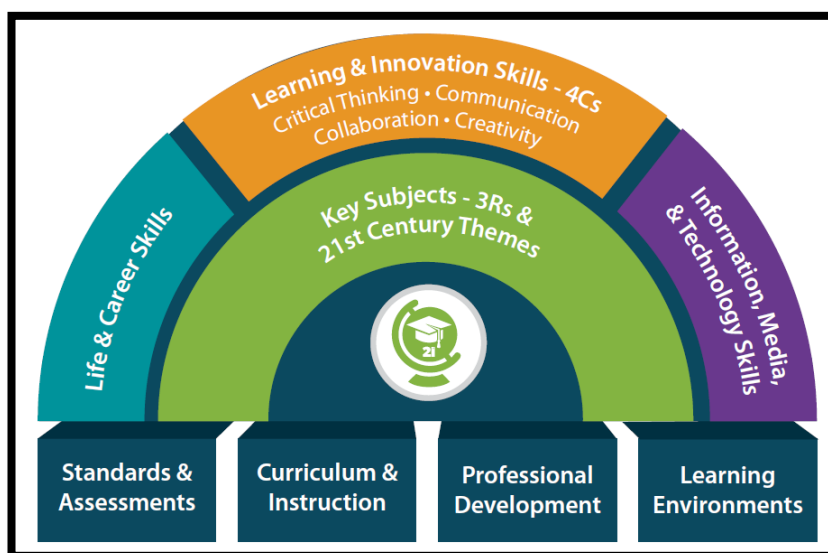 Learning & Innovation Skills - 4Cs
Critical Thinking • Communication
Collaboration • Creativity
Life & Career Skills
Key Subjects - 3Rs &
21st Century Themes
Information, Media,
& Technology Skills
21
Standards &
Assessments
Curriculum &
Instruction
Professional
Development
Learning
Environments